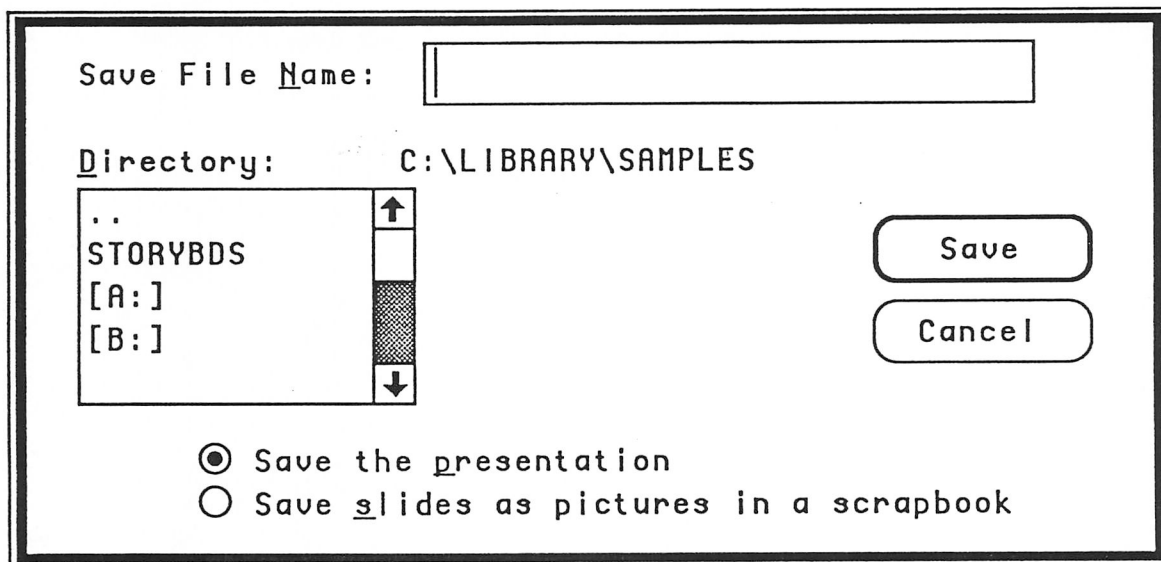 Save File Name:
Directory: C:\LIBRARY\SAMPLES
..
STORYBDS
[A:]
[B:]
Save
Cancel
Save the presentation
Save slides as pictures in a scrapbook